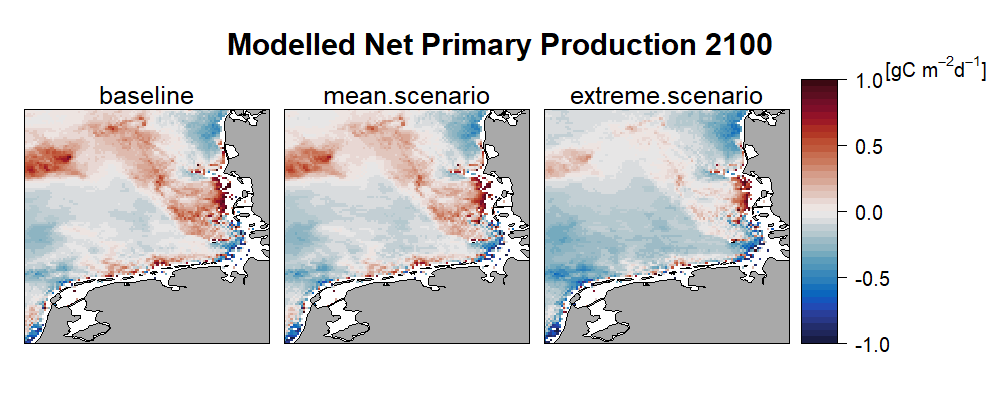 Modelled Net Primary Production 2100
baseline
mean.scenario
extreme.scenario
[gC m⁻²d⁻¹]
1.0
0.5
0.0
-0.5
-1.0